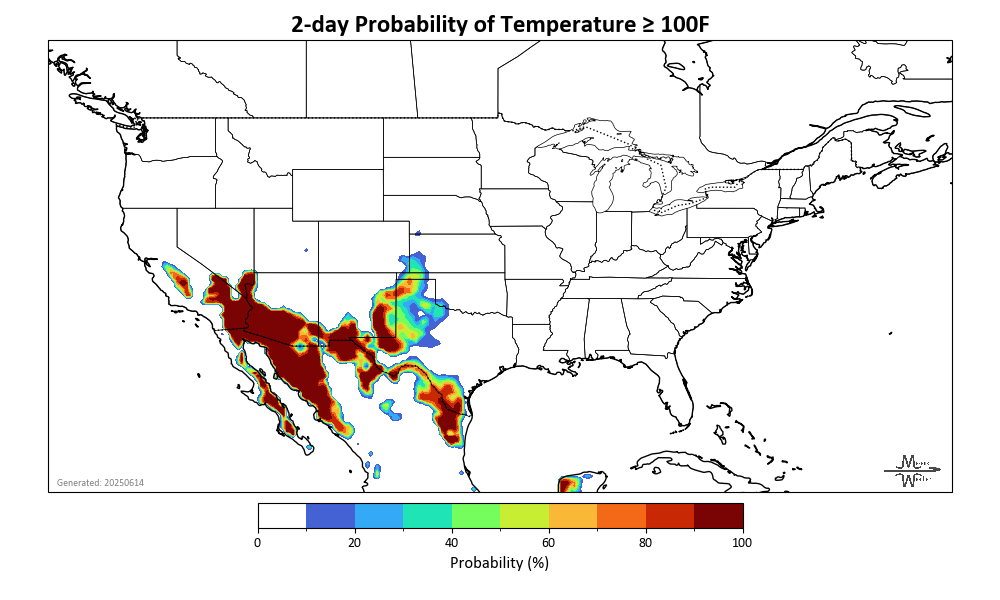 2-day Probability of Temperature ≥ 100F
Generated: 20250614
0 20 40 60 80 100
Probability (%)